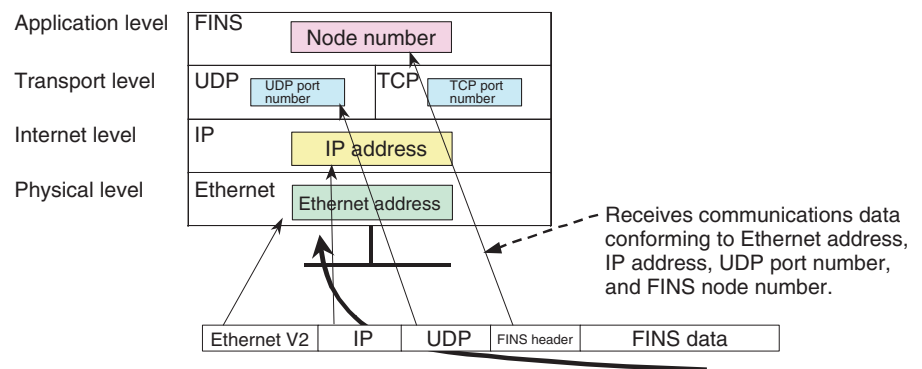 Application level
FINS
Node number
Transport level
UDP
UDP port
number
TCP
TCP port
number
Internet level
IP
IP address
Physical level
Ethernet
Ethernet address
Receives communications data
conforming to Ethernet address,
IP address, UDP port number,
and FINS node number.
Ethernet V2
IP
UDP
FINS header
FINS data